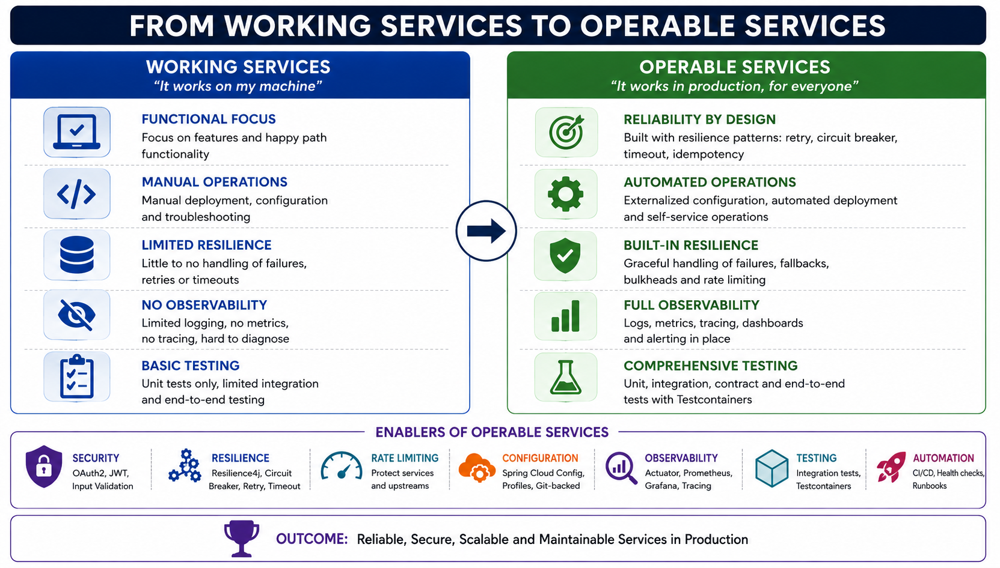 FROM WORKING SERVICES TO OPERABLE SERVICES
WORKING SERVICES
“It works on my machine”
FUNCTIONAL FOCUS
Focus on features and happy path
functionality
MANUAL OPERATIONS
Manual deployment, configuration
and troubleshooting
LIMITED RESILIENCE
Little to no handling of failures,
retries or timeouts
NO OBSERVABILITY
Limited logging, no metrics,
no tracing, hard to diagnose
BASIC TESTING
Unit tests only, limited integration
and end-to-end testing
OPERABLE SERVICES
“It works in production, for everyone”
RELIABILITY BY DESIGN
Built with resilience patterns: retry, circuit breaker,
timeout, idempotency
AUTOMATED OPERATIONS
Externalized configuration, automated deployment
and self-service operations
BUILT-IN RESILIENCE
Graceful handling of failures, fallbacks,
bulkheads and rate limiting
FULL OBSERVABILITY
Logs, metrics, tracing, dashboards
and alerting in place
COMPREHENSIVE TESTING
Unit, integration, contract and end-to-end
tests with Testcontainers
ENABLERS OF OPERABLE SERVICES
SECURITY
OAuth2, JWT,
Input Validation
RESILIENCE
Resilience4j, Circuit
Breaker, Retry, Timeout
RATE LIMITING
Protect services
and upstreams
CONFIGURATION
Spring Cloud Config,
Profiles, Git-backed
OBSERVABILITY
Actuator, Prometheus,
Grafana, Tracing
TESTING
Integration tests,
Testcontainers
AUTOMATION
CI/CD, Health checks,
Runbooks
OUTCOME: Reliable, Secure, Scalable and Maintainable Services in Production